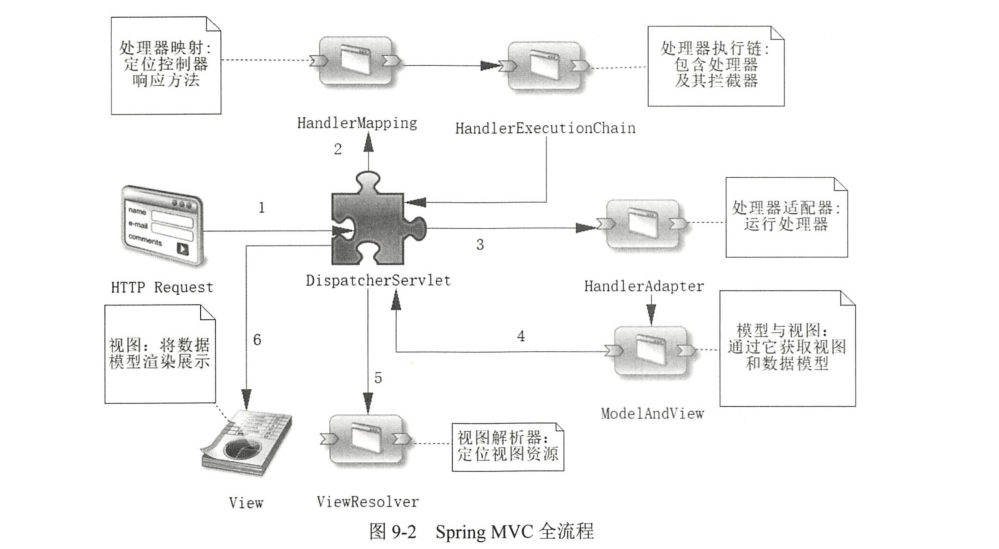 处理器映射:
定位控制器
响应方法
处理器执行链:
包含处理器
及其拦截器
HandlerMapping
HandlerExecutionChain
2
name
e-mail
comments
1
3
处理器适配器:
运行处理器
HTTP Request
DispatcherServlet
HandlerAdapter
视图: 将数据
模型渲染展示
6
4
模型与视图:
通过它获取视图
和数据模型
5
ModelAndView
视图解析器:
定位视图资源
View
ViewResolver
图 9-2 Spring MVC 全流程